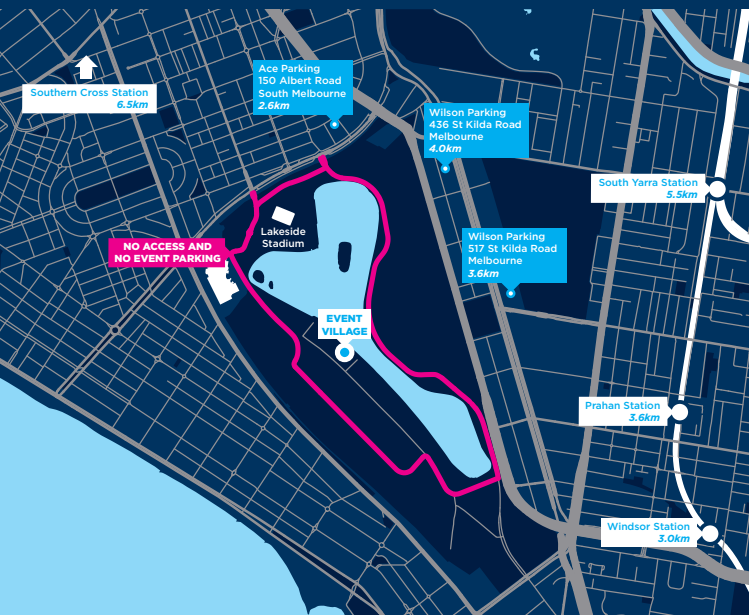 Southern Cross Station
6.5km
Ace Parking
150 Albert Road
South Melbourne
2.6km
Wilson Parking
436 St Kilda Road
Melbourne
4.0km
South Yarra Station
5.5km
Lakeside
Stadium
NO ACCESS AND
NO EVENT PARKING
Wilson Parking
517 St Kilda Road
Melbourne
3.6km
EVENT
VILLAGE
Prahan Station
3.6km
Windsor Station
3.0km